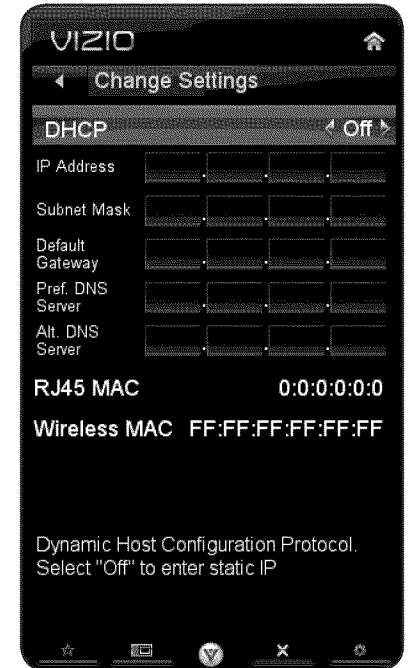 VIZIO
Change Settings
DHCP Off
IP Address
Subnet Mask
Default
Gateway
Pref. DNS
Server
Alt. DNS
Server
RJ45 MAC 0:0:0:0:0:0
Wireless MAC FF:FF:FF:FF:FF:FF
Dynamic Host Configuration Protocol.
Select "Off" to enter static IP